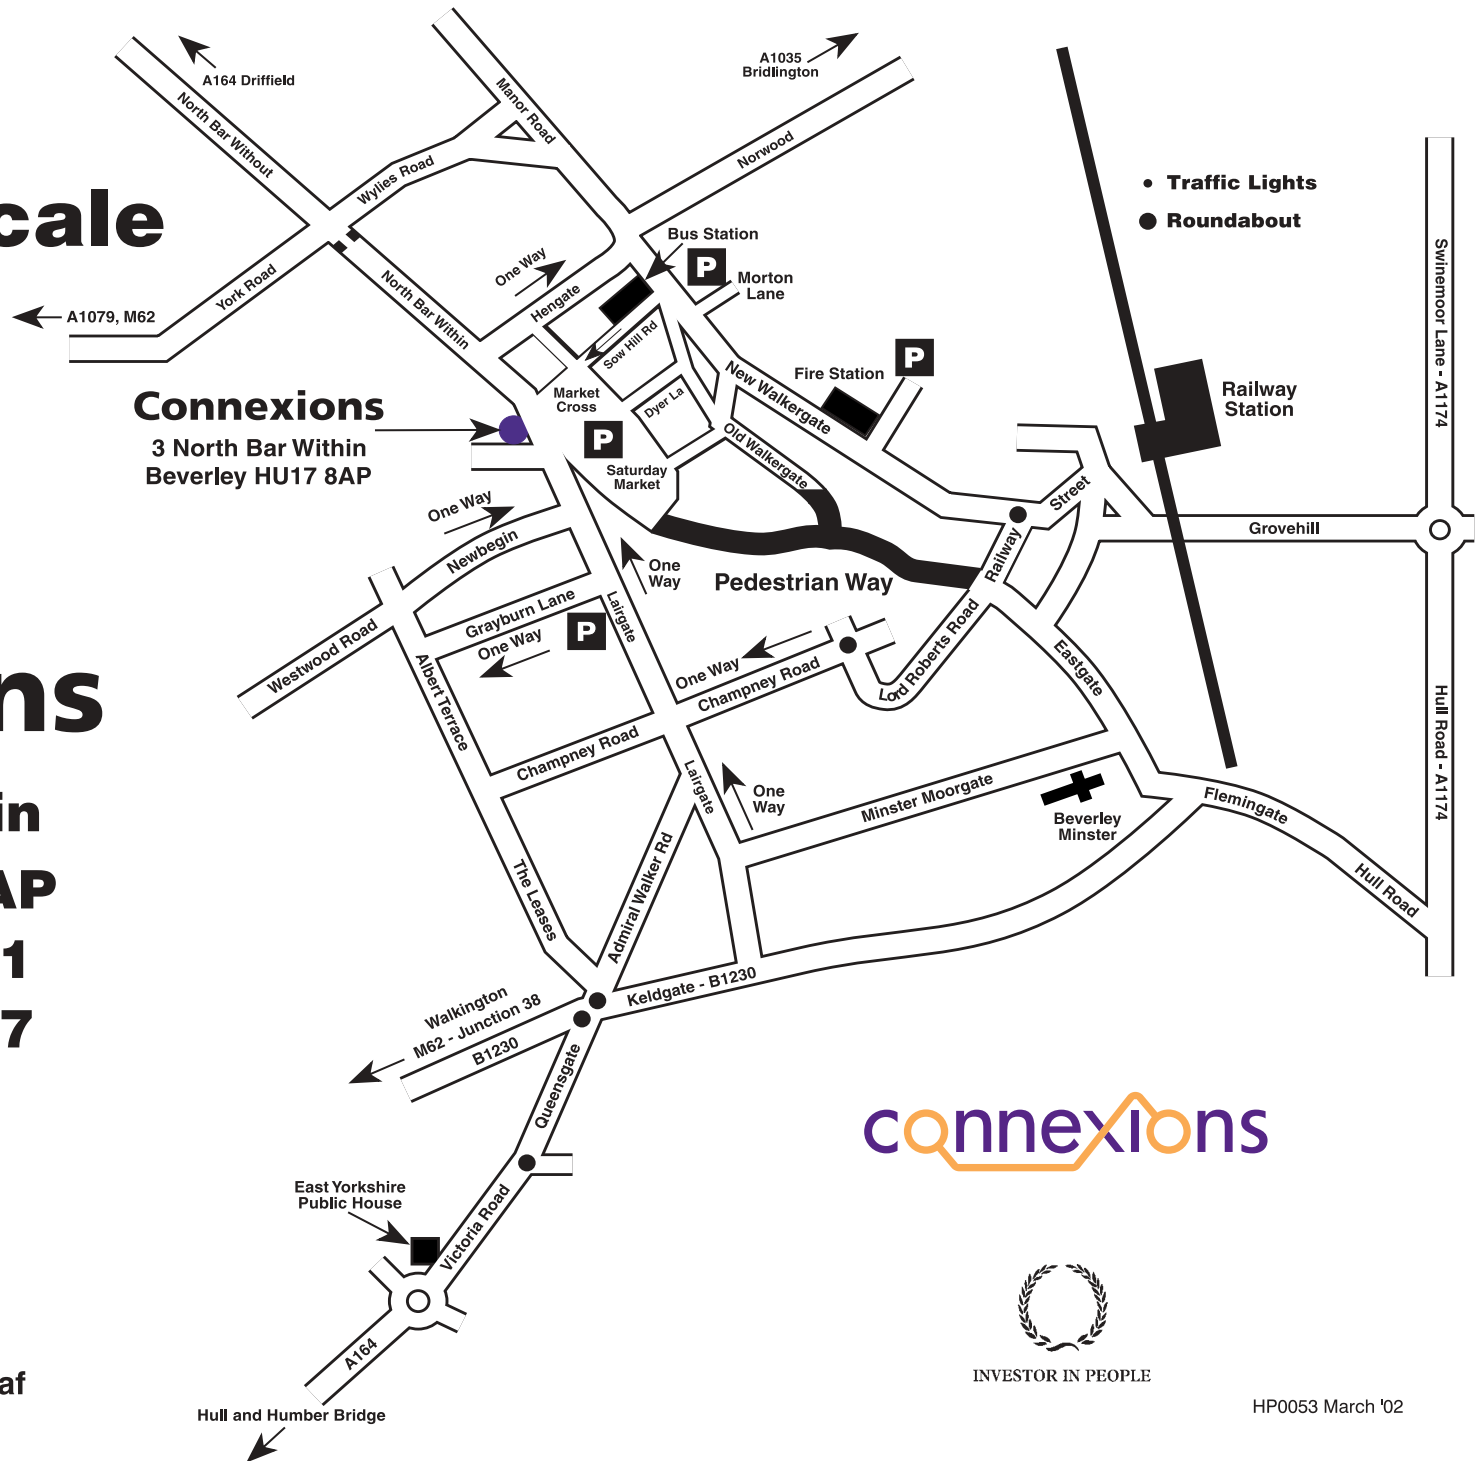 A164 Driffield
North Bar Without
Manor Road
A1035
Bridlington
Norwood
Wylies Road
cale
York Road
A1079, M62
North Bar Within
One Way
Hengate
Bus Station
P
Morton
Lane
Sow Hill Rd
Traffic Lights
Roundabout
Swinemoor Lane - A1174
Connexions
3 North Bar Within
Beverley HU17 8AP
Market
Cross
Dyer La
P
Saturday
Market
New Walkergate
Old Walkergate
Fire Station
P
Railway
Station
Street
Grovehill
One Way
Newbegin
Grayburn Lane
One Way
P
Lairgate
One
Way
Pedestrian Way
Railway
Westwood Road
Albert Terrace
One Way
Champney Road
Lord Roberts Road
Eastgate
Hull Road - A1174
ns
Champney Road
Lairgate
One
Way
Minster Moorgate
Beverley
Minster
Flemingate
Hull Road
in
AP
1
7
The Leases
Admiral Walker Rd
Keldgate - B1230
Walkington
M62 - Junction 38
B1230
Queensgate
connexions
East Yorkshire
Public House
Victoria Road
A164
af
Hull and Humber Bridge
INVESTOR IN PEOPLE
HP0053 March '02